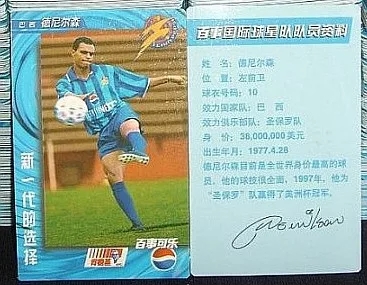 巴西 德尼尔森
新一代的选择
百事可乐
百事国际球星队队员资料
姓 名：德尼尔森
位 置：左前卫
球衣号码：10
效力国家队：巴 西
效力俱乐部队：圣保罗队
身 价：36,000,000美元
出生年月：1977.4.28
德尼尔森目前是全世界身价最高的球
员，他的球技很全面，1997年，他为
“圣保罗”队赢得了美洲杯冠军。